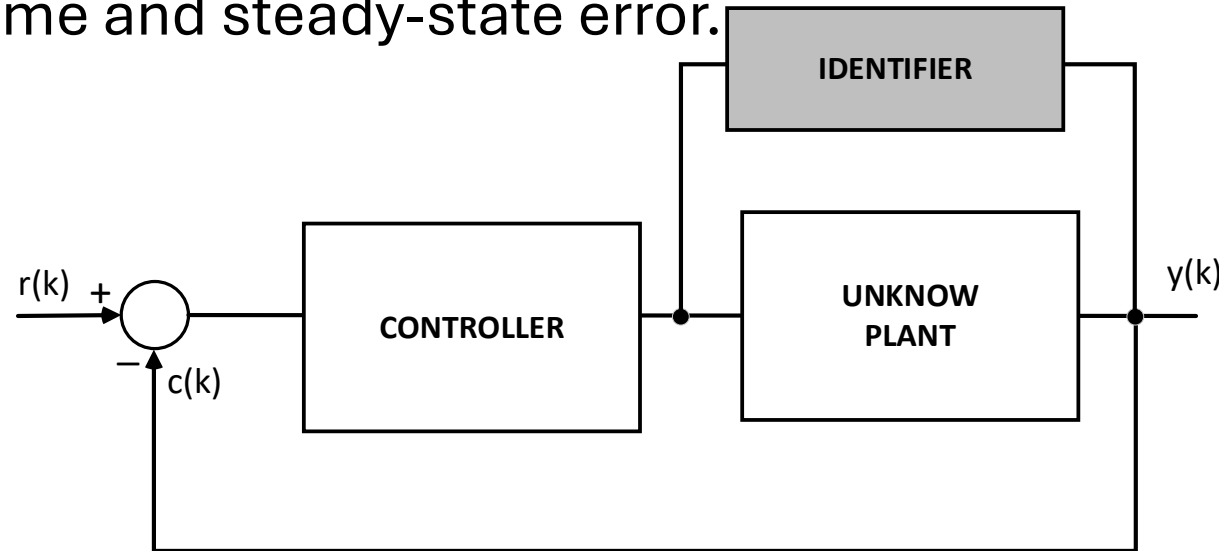 me and steady-state error.
IDENTIFIER
r(k)
+
CONTROLLER
UNKNOW
PLANT
y(k)
–
c(k)